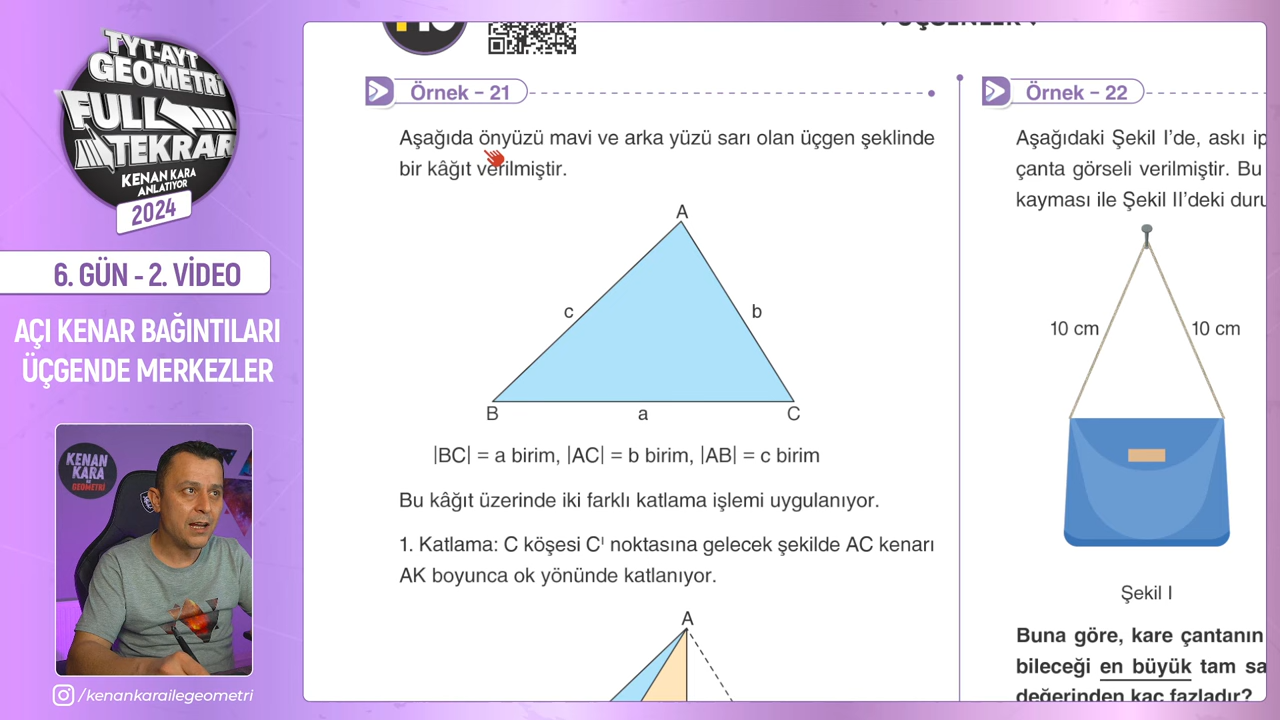 TYT-AYT
GEOMETRİ
FULL
TEKRAR
KENAN KARA
ANLATIYOR
2024
6. GÜN - 2. VİDEO
AÇI KENAR BAĞINTILARI
ÜÇGENDE MERKEZLER
KENAN
KARA
GEOMETRİ
/kenankarailegeometri
Örnek – 21
Aşağıda önyüzü mavi ve arka yüzü sarı olan üçgen şeklinde
bir kâğıt verilmiştir.
A
c
b
B
a
C
|BC| = a birim, |AC| = b birim, |AB| = c birim
Bu kâğıt üzerinde iki farklı katlama işlemi uygulanıyor.
1. Katlama: C köşesi Cᴵ noktasına gelecek şekilde AC kenarı
AK boyunca ok yönünde katlanıyor.
A
Örnek – 22
Aşağıdaki Şekil I’de, askı ip
çanta görseli verilmiştir. Bu
kayması ile Şekil II’deki duru
10 cm
10 cm
Şekil I
Buna göre, kare çantanın
bileceği en büyük tam sa
değerinden kaç fazladır?